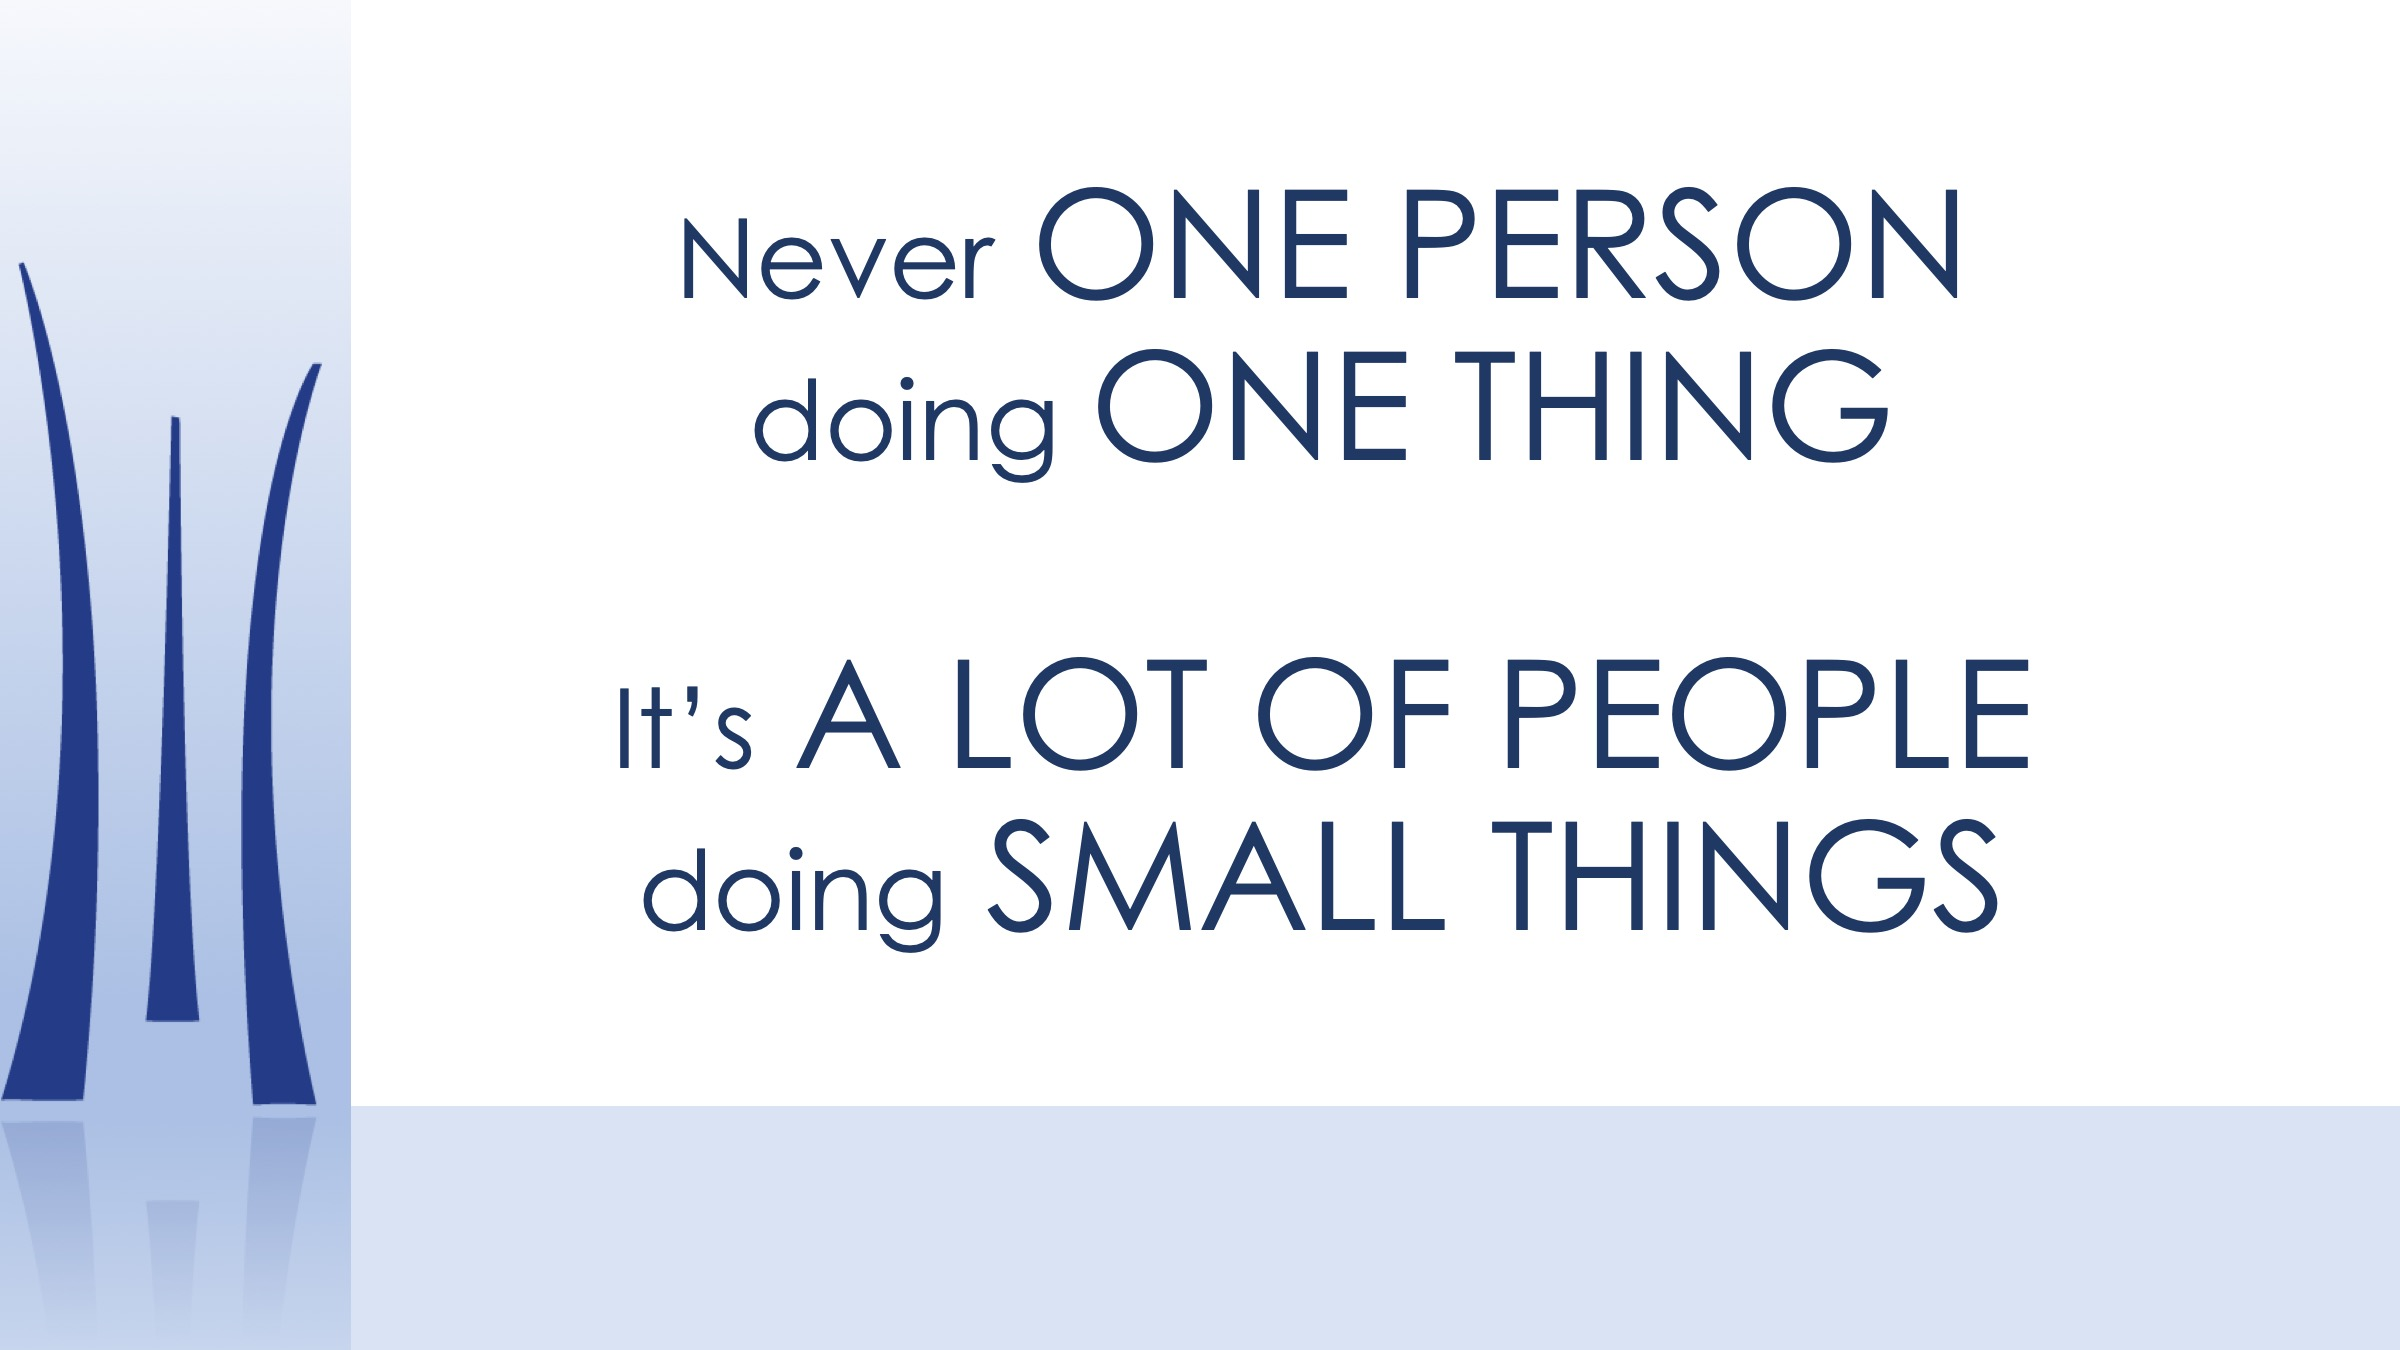 Never ONE PERSON
doing ONE THING
It’s A LOT OF PEOPLE
doing SMALL THINGS